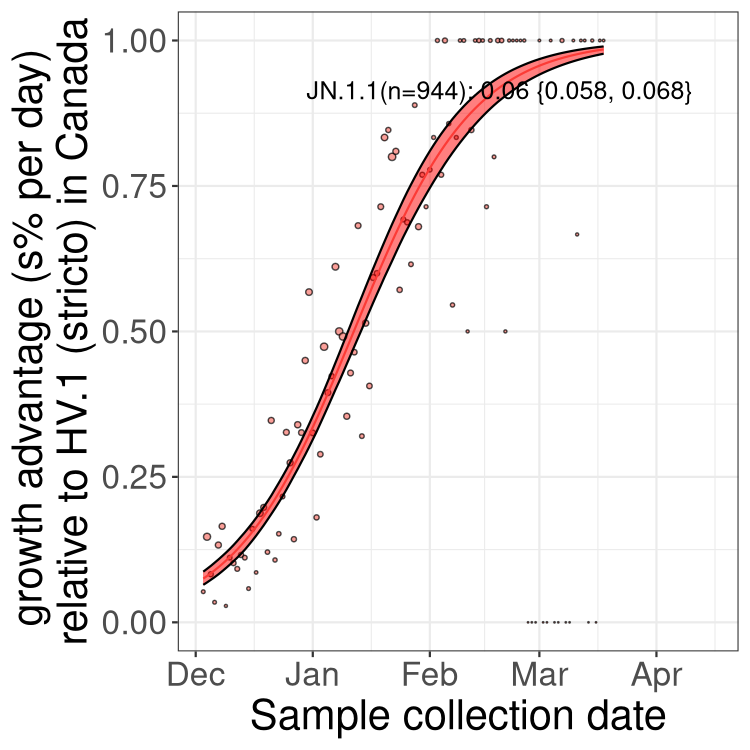 growth advantage (s% per day)
relative to HV.1 (stricto) in Canada
1.00
0.75
0.50
0.25
0.00
JN.1.1(n=944): 0.06 {0.058, 0.068}
Dec Jan Feb Mar Apr
Sample collection date